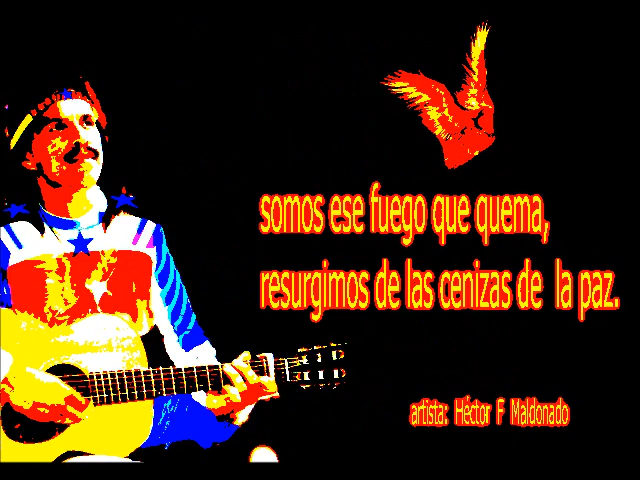 somos ese fuego que quema,
resurgimos de las cenizas de la paz.
artista: Héctor F Maldonado